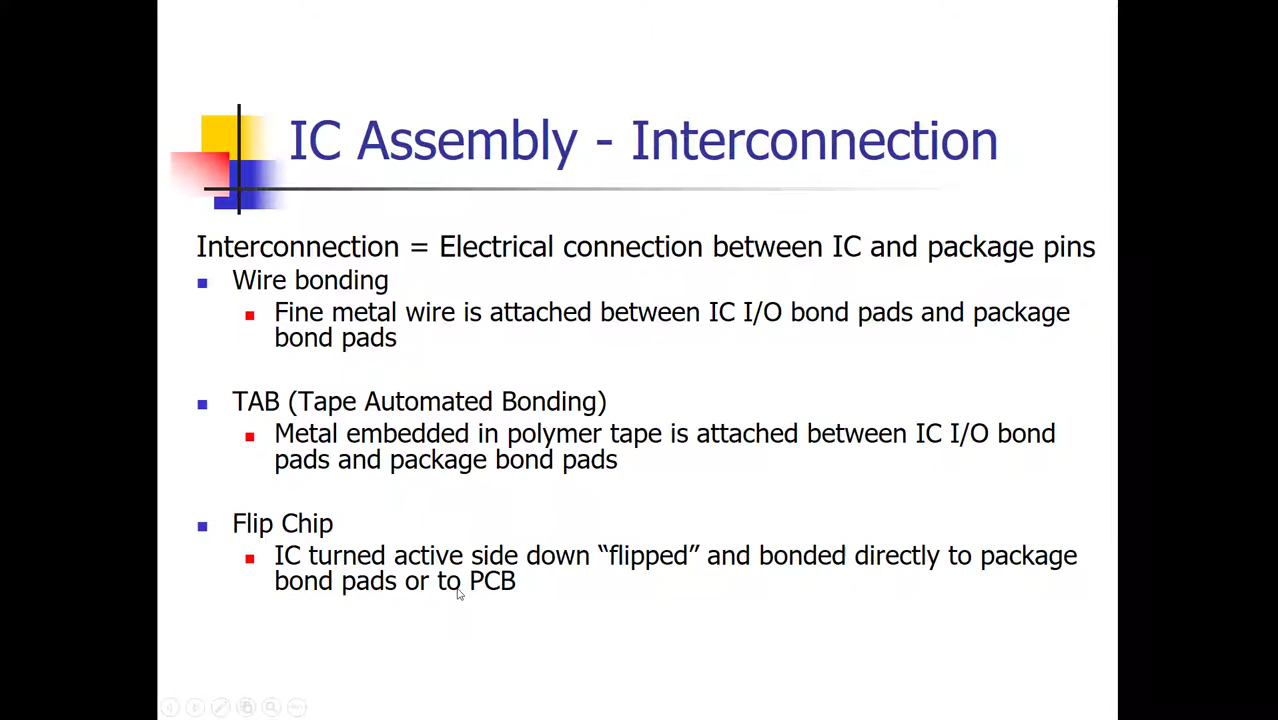 IC Assembly - Interconnection
Interconnection = Electrical connection between IC and package pins
Wire bonding
Fine metal wire is attached between IC I/O bond pads and package
bond pads
TAB (Tape Automated Bonding)
Metal embedded in polymer tape is attached between IC I/O bond
pads and package bond pads
Flip Chip
IC turned active side down “flipped” and bonded directly to package
bond pads or to PCB